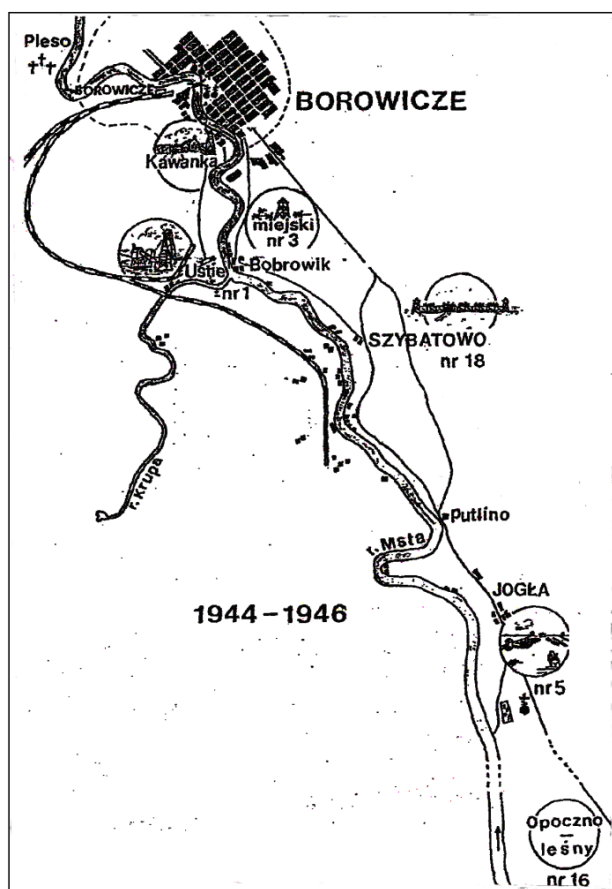 Pleso
BOROWICZE
BOROWICZE
Kawanka
miejski
nr 3
Ustie
Bobrowik
nr 1
SZYBATOWO
nr 18
r. Krupa
Putlino
r. Msta
JOGŁA
1944 – 1946
nr 5
Opoczno
–
leśny
nr 16